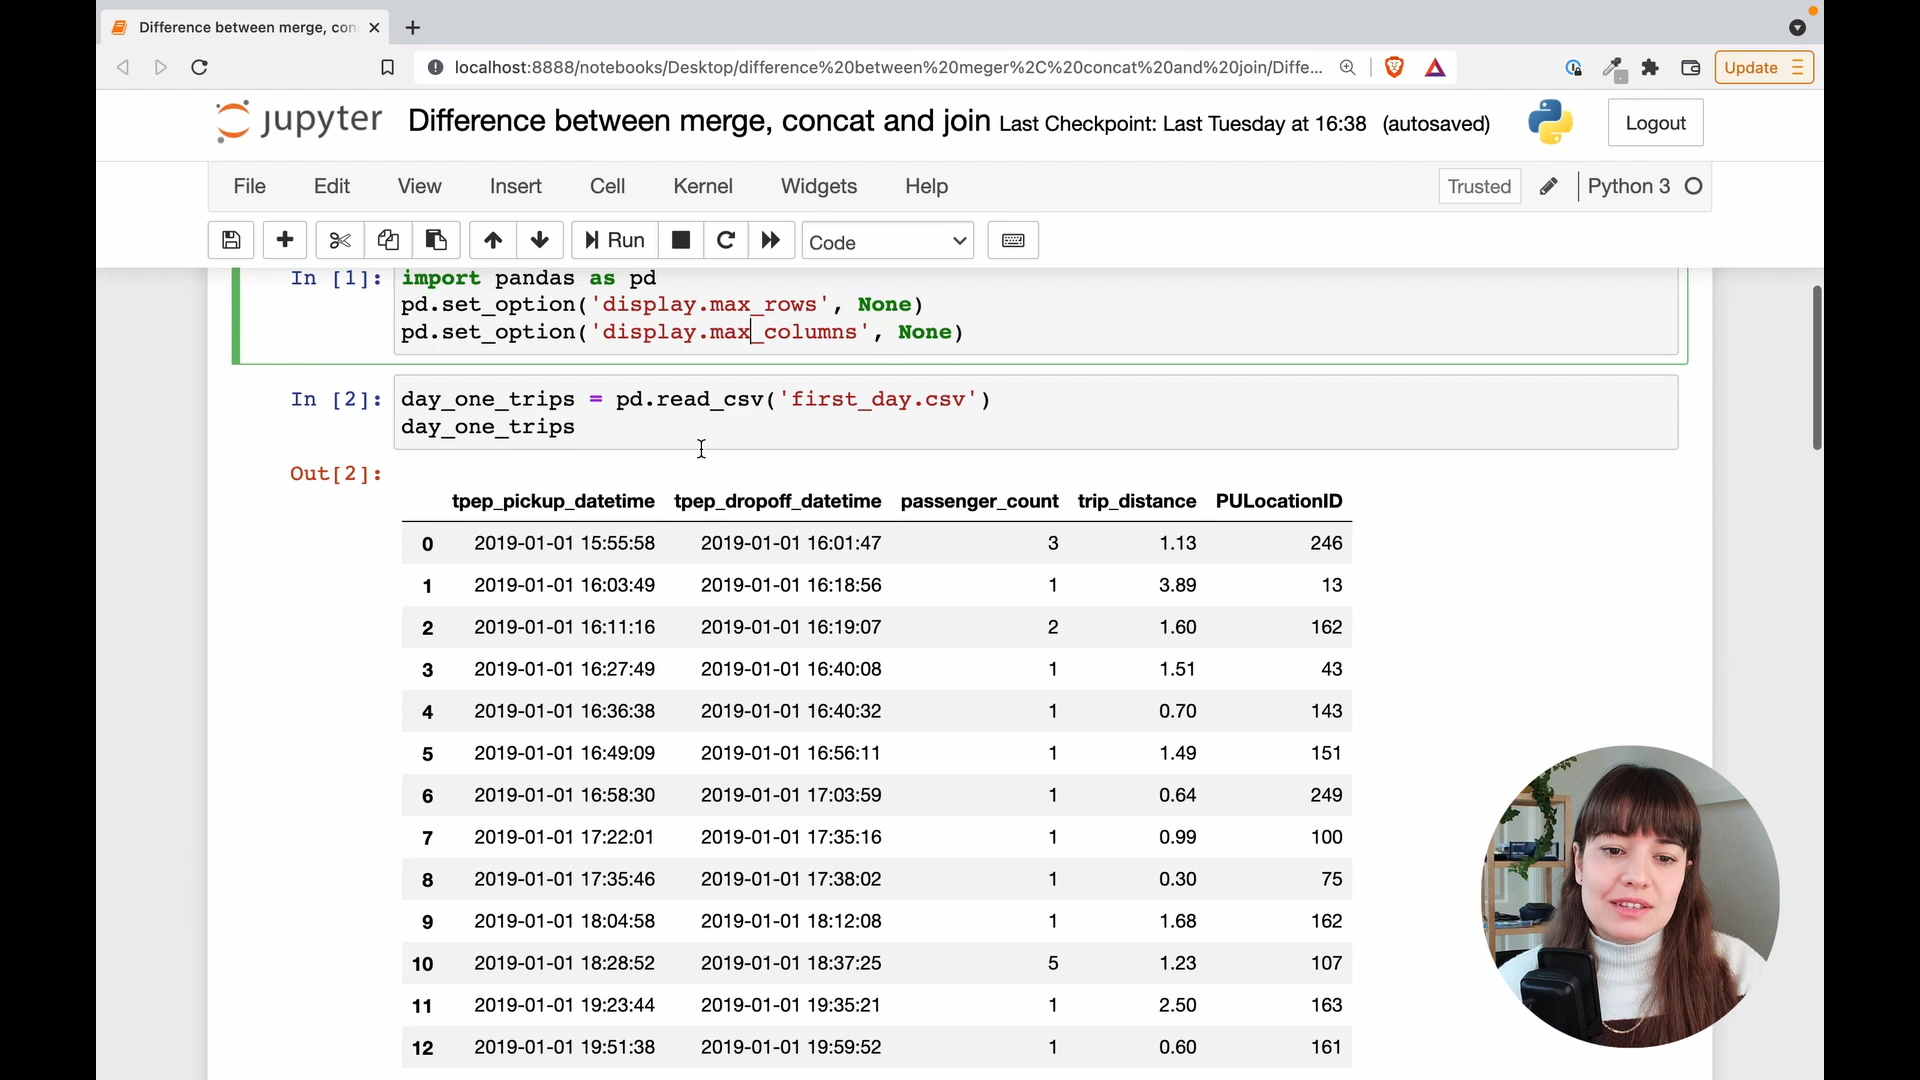 Difference between merge, con
localhost:8888/notebooks/Desktop/difference%20between%20meger%2C%20concat%20and%20join/Diffe...
Update
jupyter Difference between merge, concat and join Last Checkpoint: Last Tuesday at 16:38 (autosaved)
Logout
File Edit View Insert Cell Kernel Widgets Help Trusted Python 3
Run Code
In [1]: import pandas as pd
pd.set_option('display.max_rows', None)
pd.set_option('display.max_columns', None)
In [2]: day_one_trips = pd.read_csv('first_day.csv')
day_one_trips
Out[2]:
tpep_pickup_datetime tpep_dropoff_datetime passenger_count trip_distance PULocationID
0 2019-01-01 15:55:58 2019-01-01 16:01:47 3 1.13 246
1 2019-01-01 16:03:49 2019-01-01 16:18:56 1 3.89 13
2 2019-01-01 16:11:16 2019-01-01 16:19:07 2 1.60 162
3 2019-01-01 16:27:49 2019-01-01 16:40:08 1 1.51 43
4 2019-01-01 16:36:38 2019-01-01 16:40:32 1 0.70 143
5 2019-01-01 16:49:09 2019-01-01 16:56:11 1 1.49 151
6 2019-01-01 16:58:30 2019-01-01 17:03:59 1 0.64 249
7 2019-01-01 17:22:01 2019-01-01 17:35:16 1 0.99 100
8 2019-01-01 17:35:46 2019-01-01 17:38:02 1 0.30 75
9 2019-01-01 18:04:58 2019-01-01 18:12:08 1 1.68 162
10 2019-01-01 18:28:52 2019-01-01 18:37:25 5 1.23 107
11 2019-01-01 19:23:44 2019-01-01 19:35:21 1 2.50 163
12 2019-01-01 19:51:38 2019-01-01 19:59:52 1 0.60 161